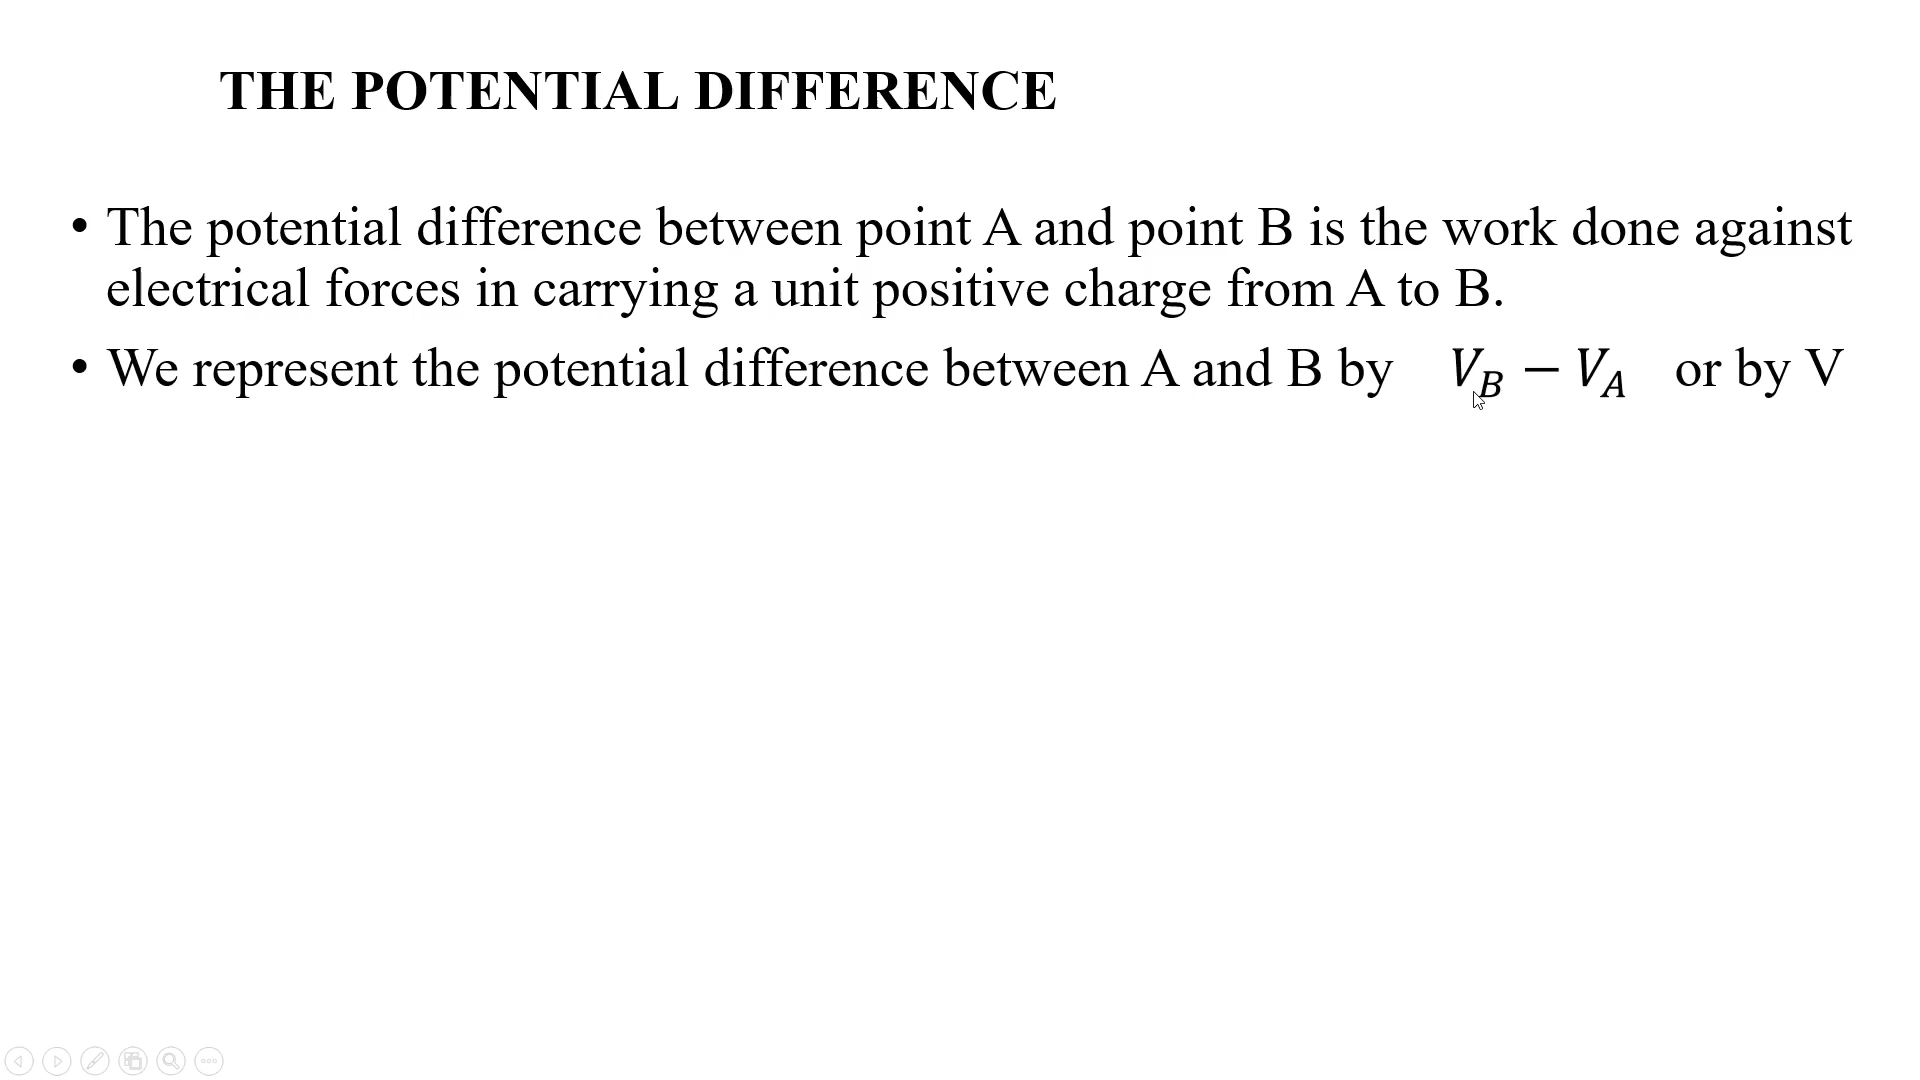 THE POTENTIAL DIFFERENCE
• The potential difference between point A and point B is the work done against
electrical forces in carrying a unit positive charge from A to B.
• We represent the potential difference between A and B by V_B − V_A or by V